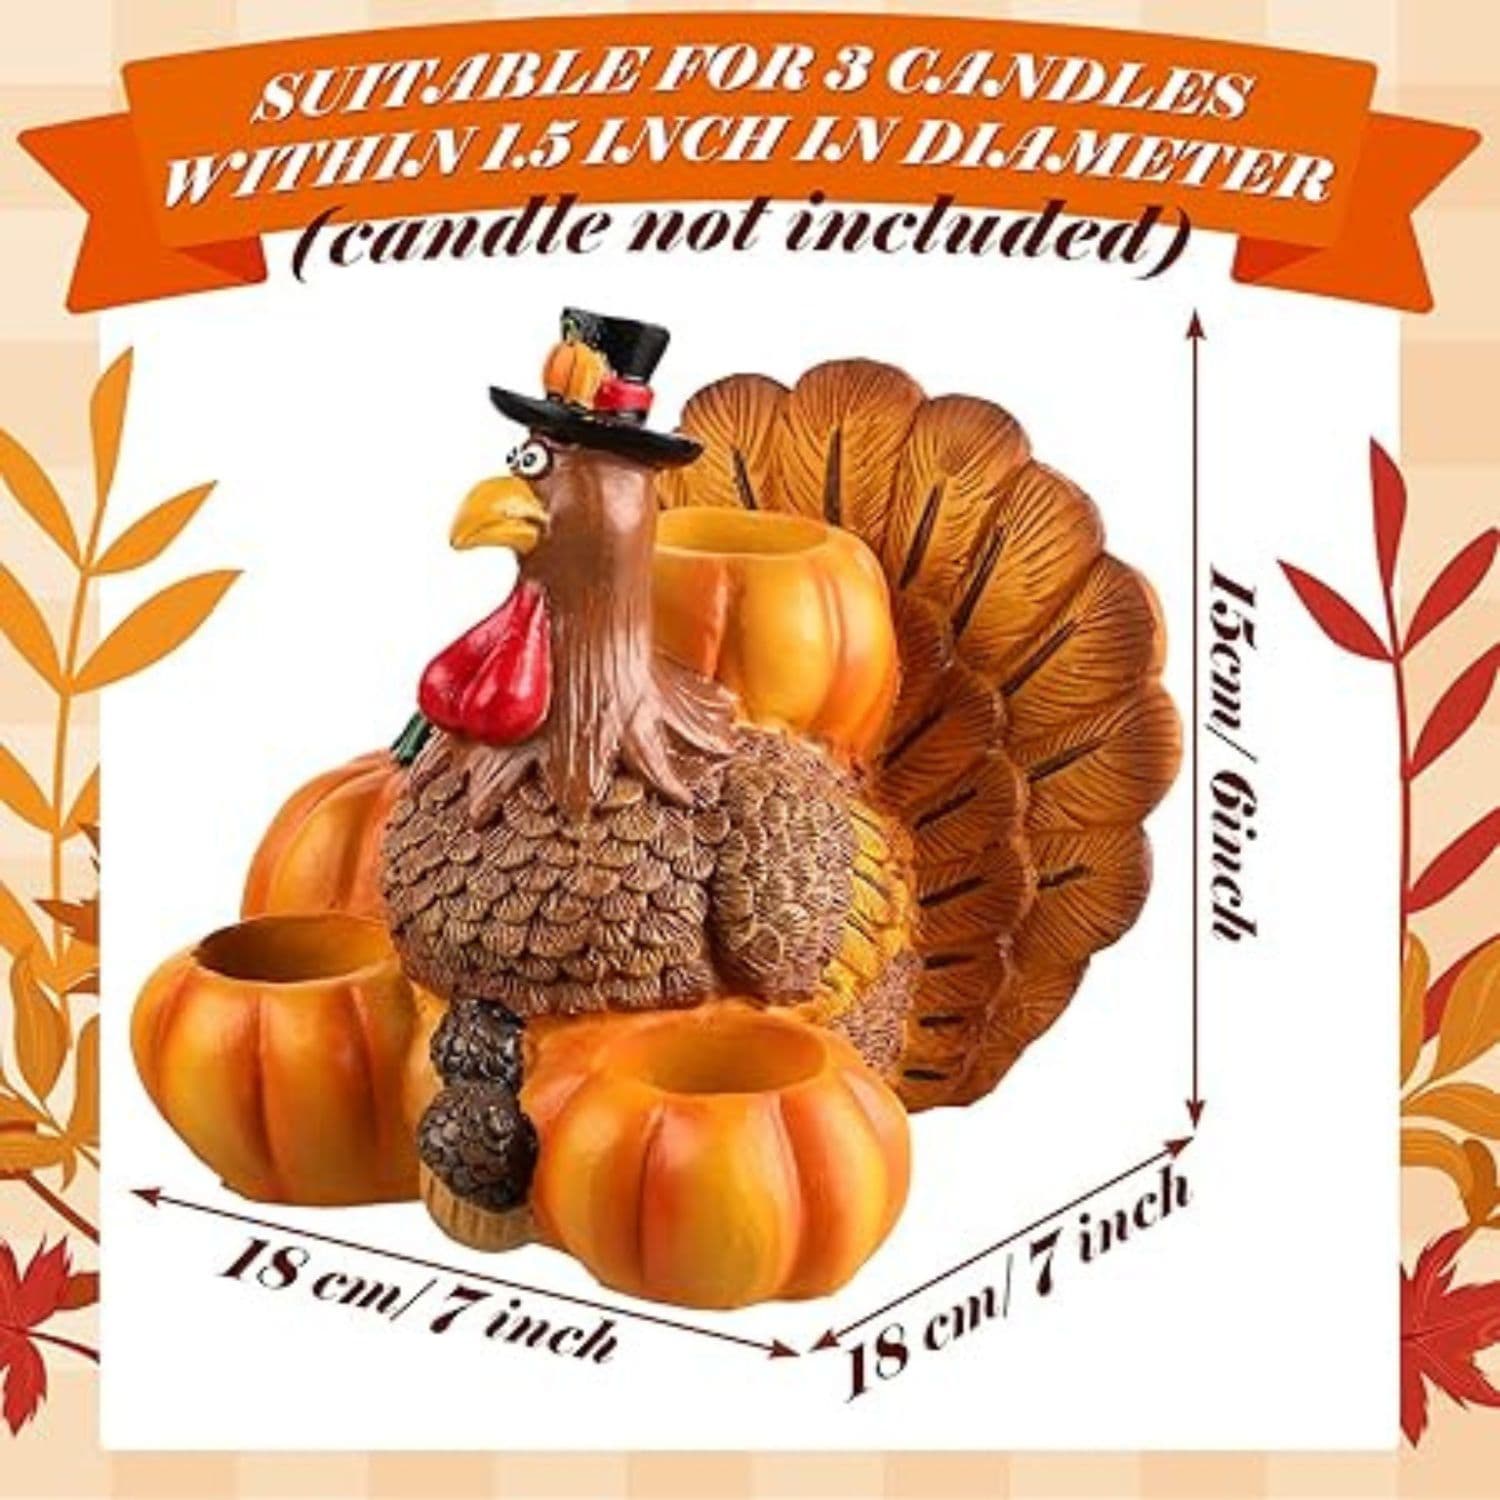 SUITABLE FOR 3 CANDLES
WITHIN 1.5 INCH IN DIAMETER
(candle not included)
15cm/ 6inch
18 cm/ 7 inch
18 cm/ 7 inch